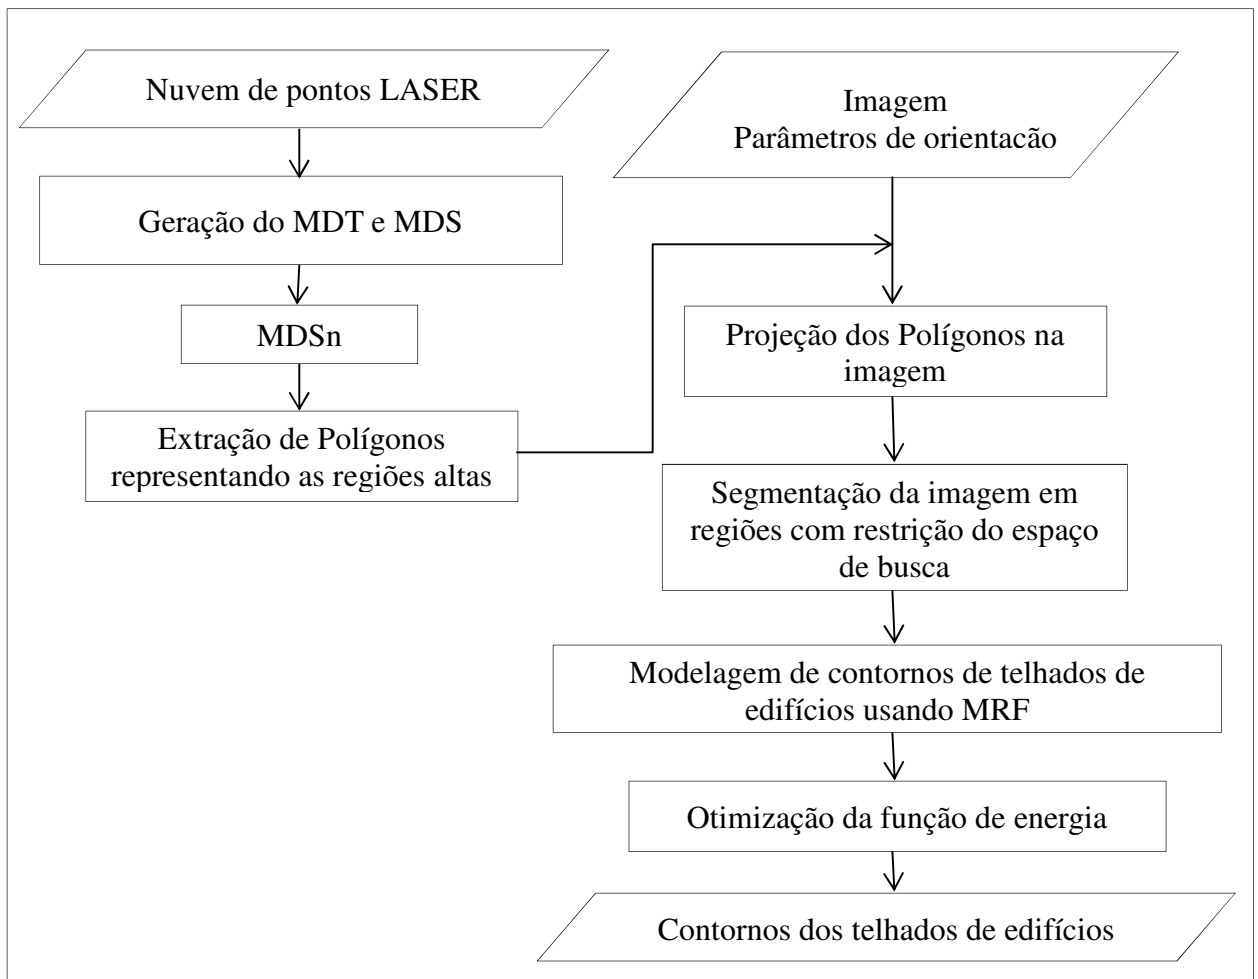 Nuvem de pontos LASER
Geração do MDT e MDS
MDSn
Extração de Polígonos
representando as regiões altas
Imagem
Parâmetros de orientacão
Projeção dos Polígonos na
imagem
Segmentação da imagem em
regiões com restrição do espaço
de busca
Modelagem de contornos de telhados de
edifícios usando MRF
Otimização da função de energia
Contornos dos telhados de edifícios